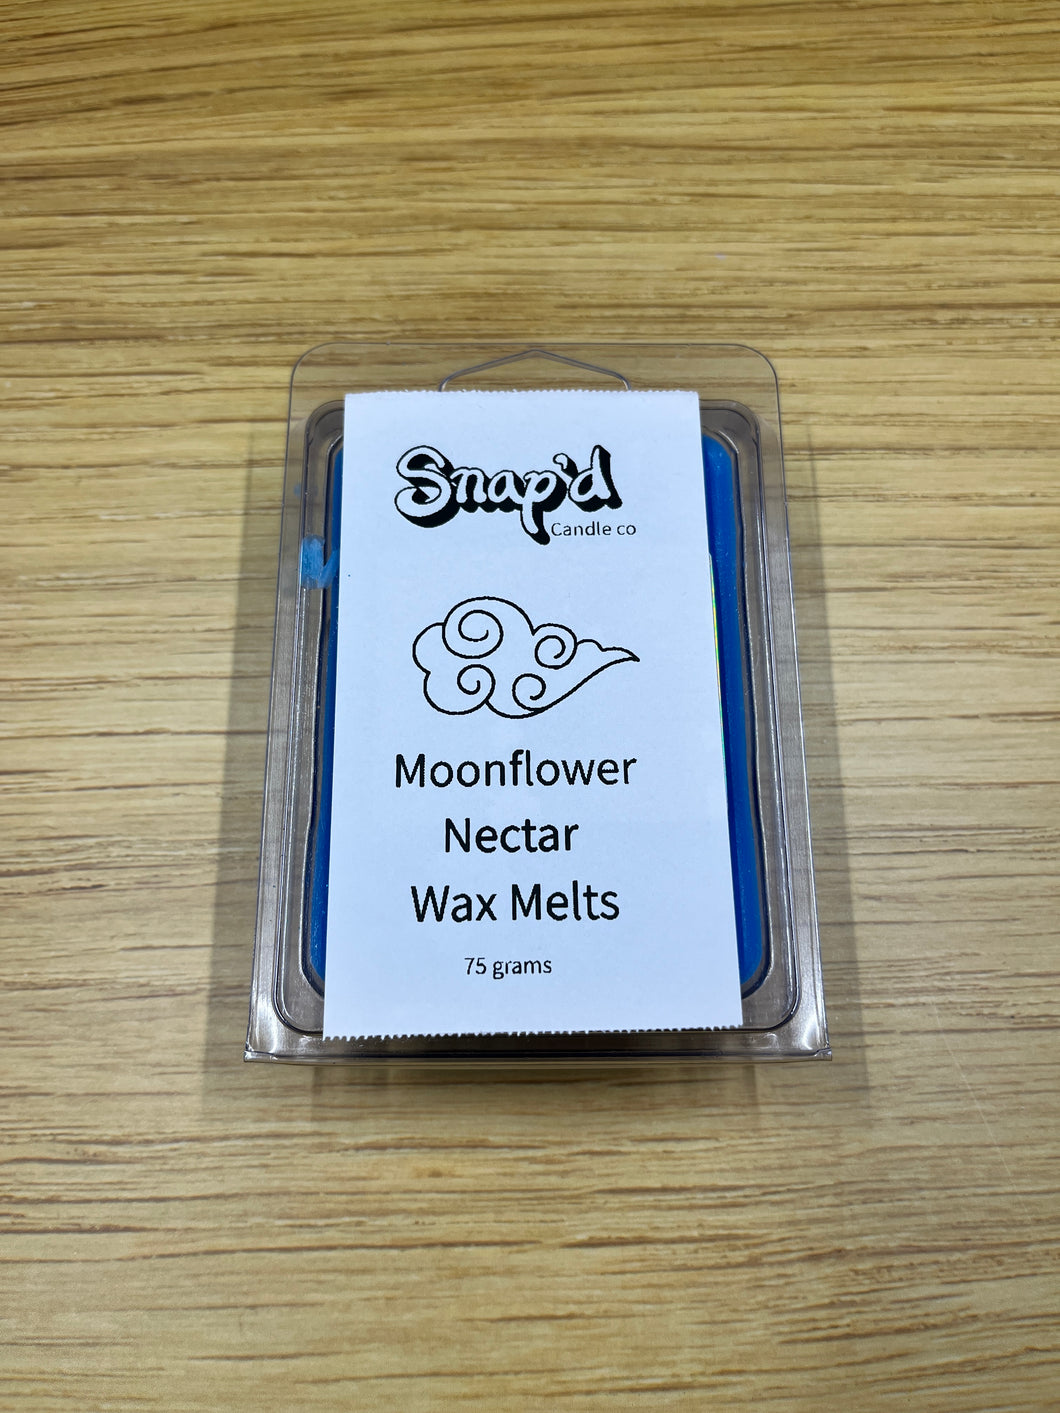 Snap'd
Candle co
Moonflower
Nectar
Wax Melts
75 grams